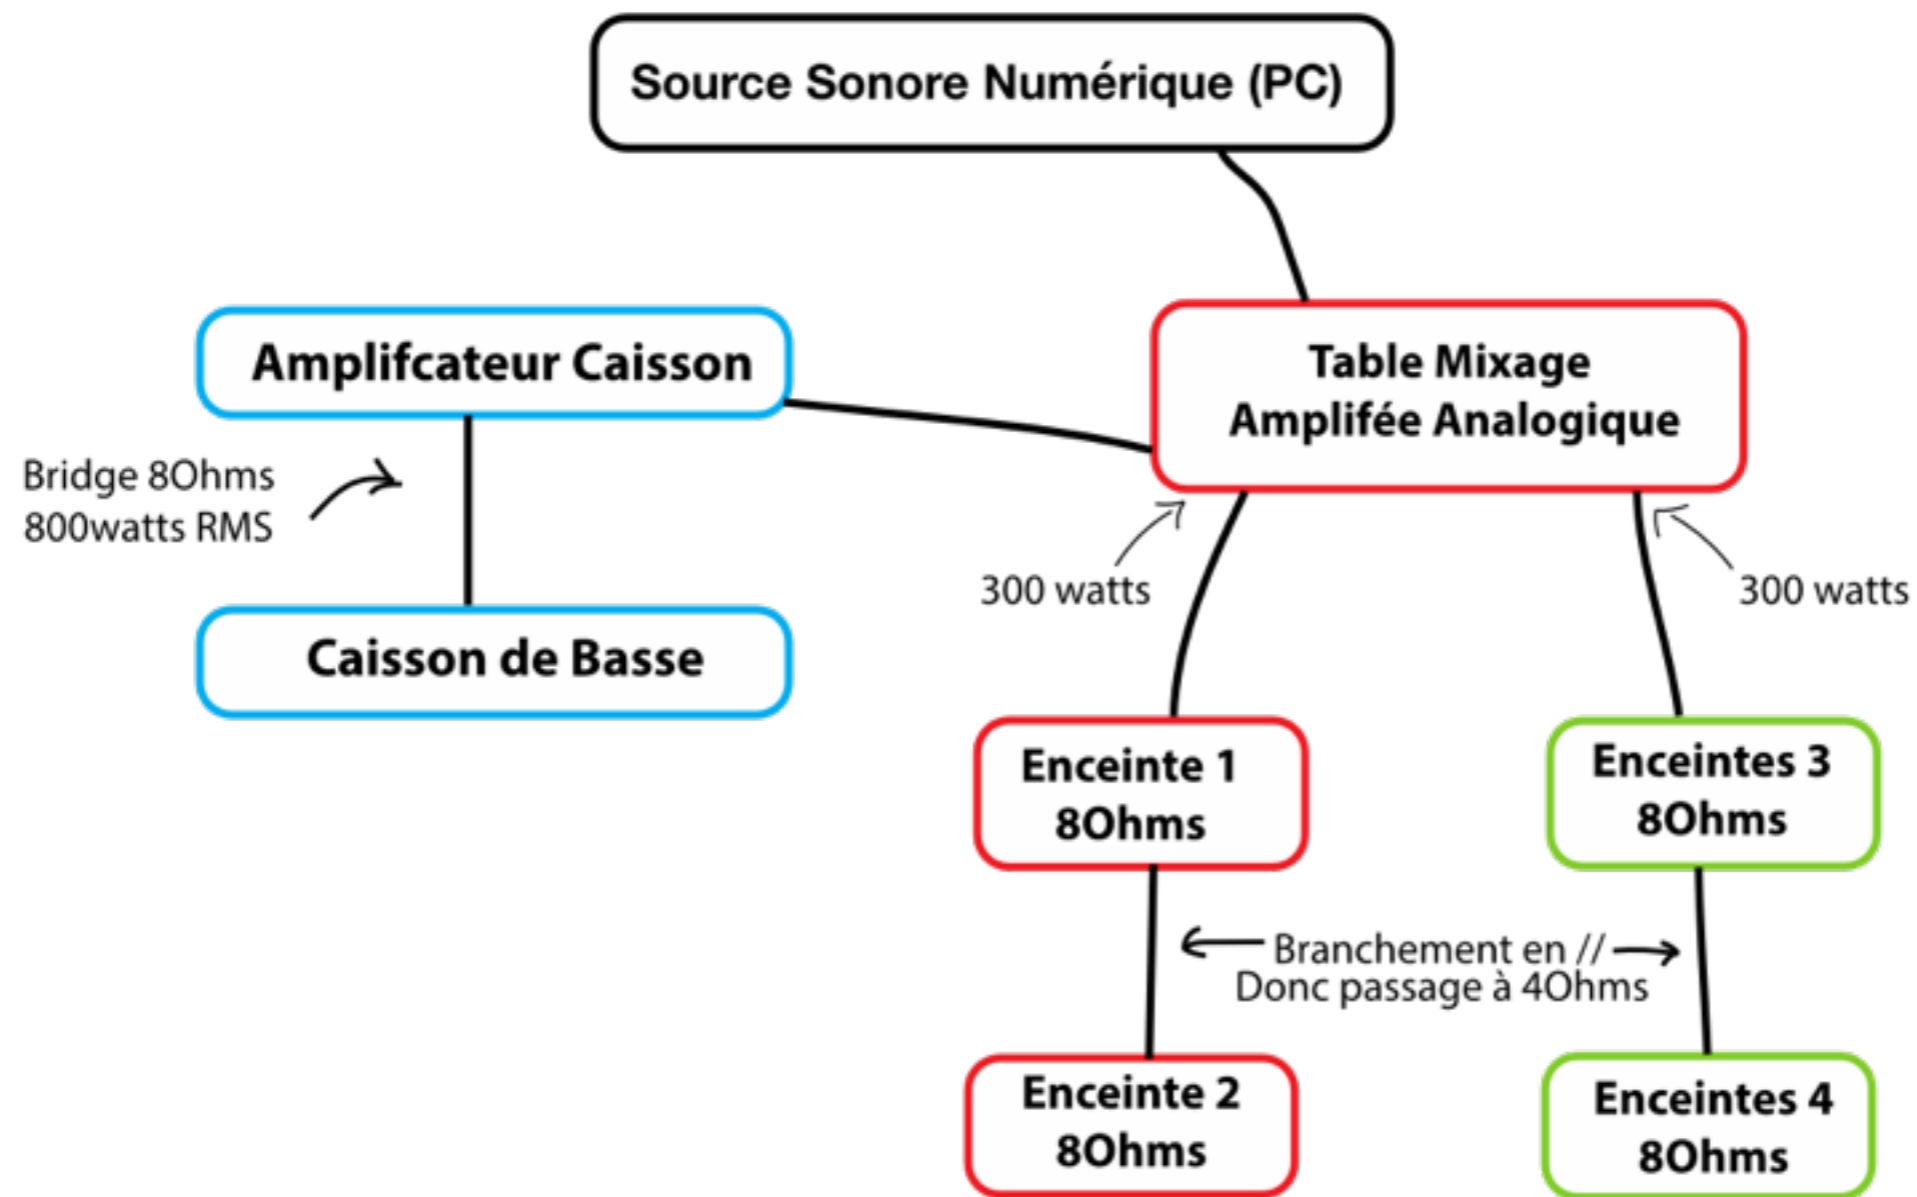 Source Sonore Numérique (PC)
Amplifcateur Caisson
Table Mixage
Amplifée Analogique
Bridge 8Ohms
800watts RMS
300 watts
300 watts
Caisson de Basse
Enceinte 1
8Ohms
Enceintes 3
8Ohms
Branchement en //
Donc passage à 4Ohms
Enceinte 2
8Ohms
Enceintes 4
8Ohms